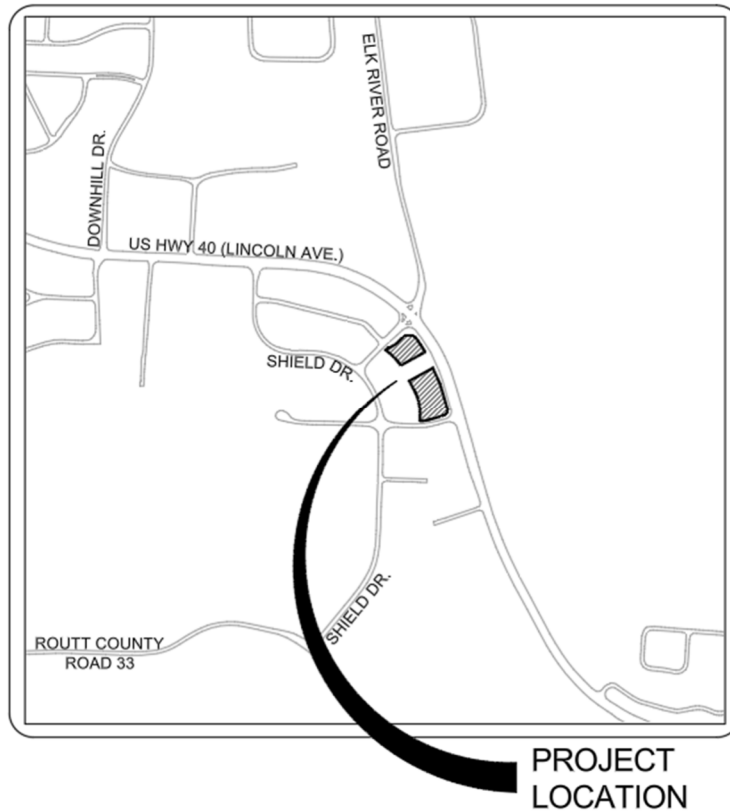 ELK RIVER ROAD
DOWNHILL DR.
US HWY 40 (LINCOLN AVE.)
SHIELD DR.
SHIELD DR.
ROUTT COUNTY
ROAD 33
PROJECT
LOCATION